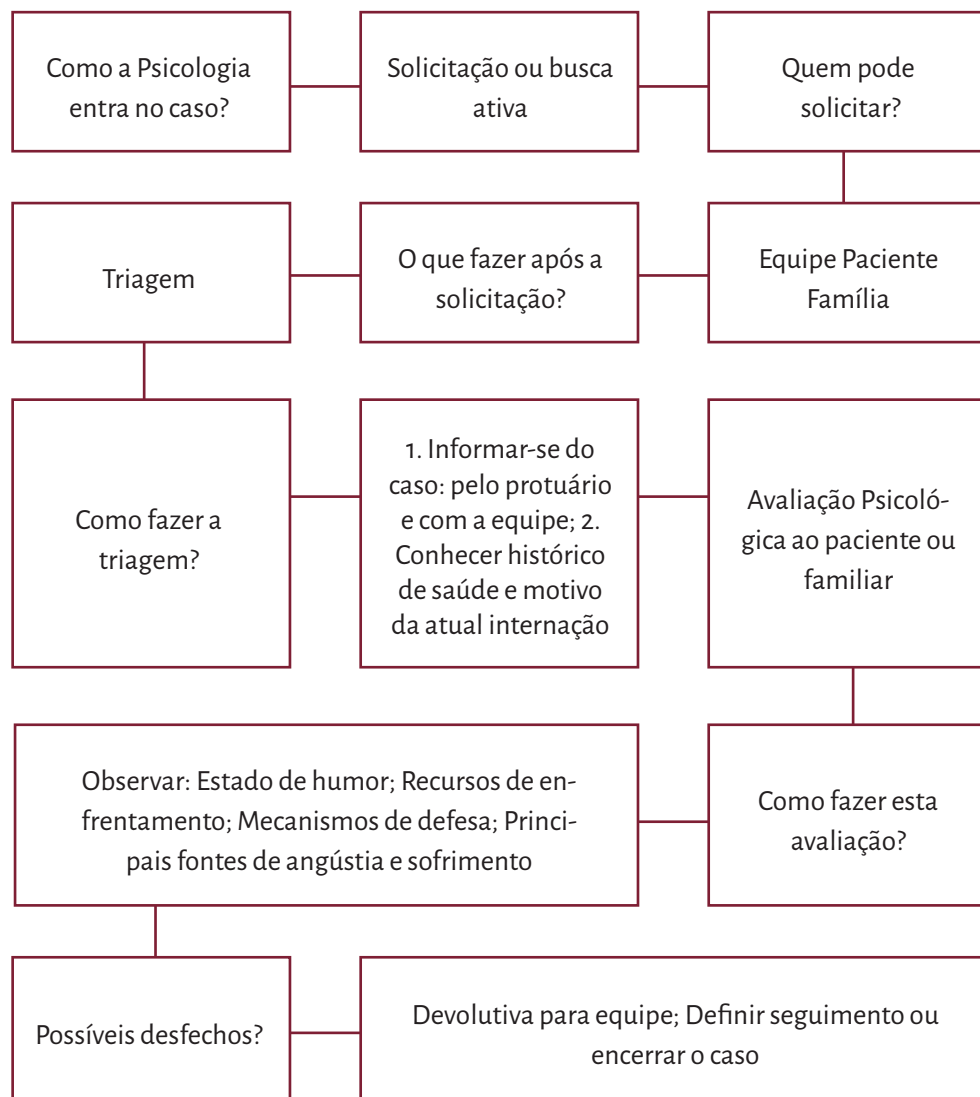 Como a Psicologia
entra no caso?
Solicitação ou busca
ativa
Quem pode
solicitar?
Equipe Paciente
Família
O que fazer após a
solicitação?
Triagem
Como fazer a
triagem?
1. Informar-se do
caso: pelo protuário
e com a equipe; 2.
Conhecer histórico
de saúde e motivo
da atual internação
Avaliação Psicoló-
gica ao paciente ou
familiar
Como fazer esta
avaliação?
Observar: Estado de humor; Recursos de en-
frentamento; Mecanismos de defesa; Princi-
pais fontes de angústia e sofrimento
Possíveis desfechos?
Devolutiva para equipe; Definir seguimento ou
encerrar o caso